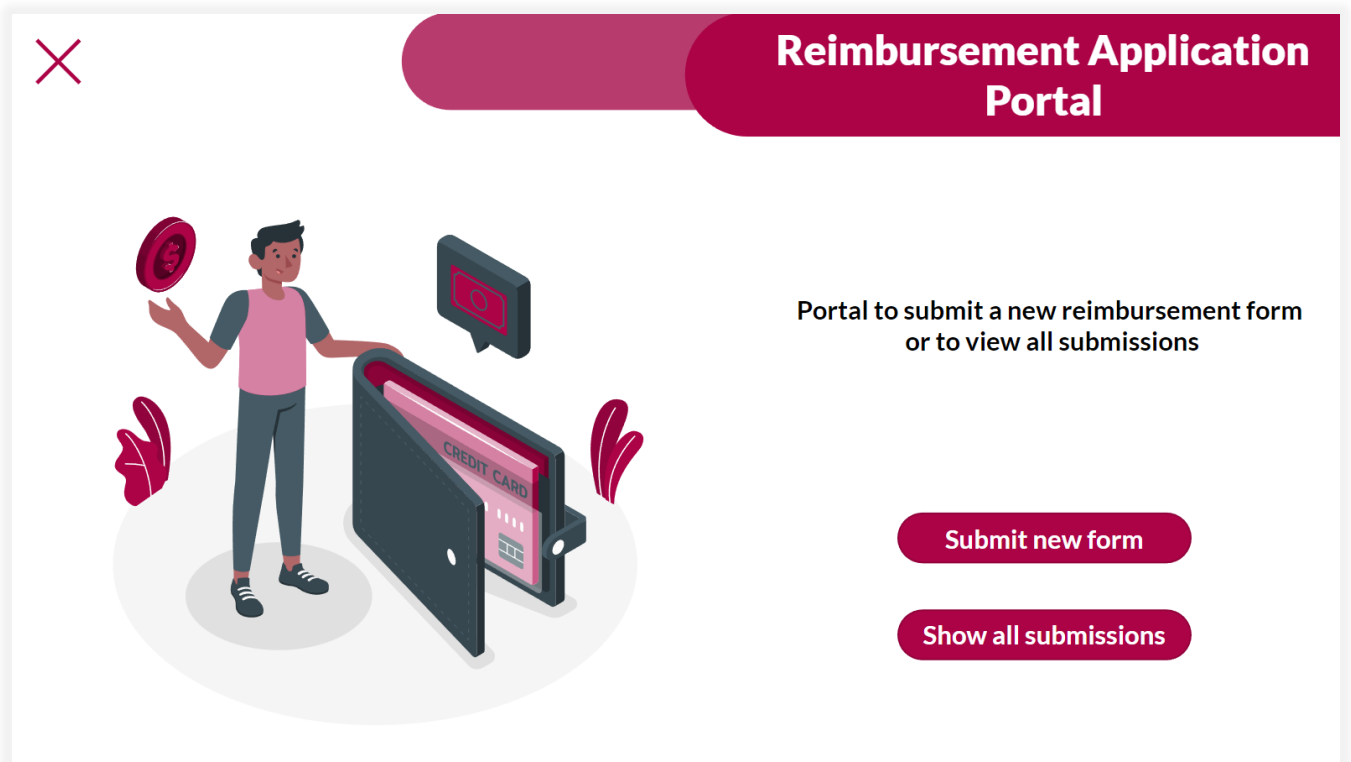 Reimbursement Application
Portal
$
Portal to submit a new reimbursement form
or to view all submissions
CREDIT CARD
Submit new form
Show all submissions